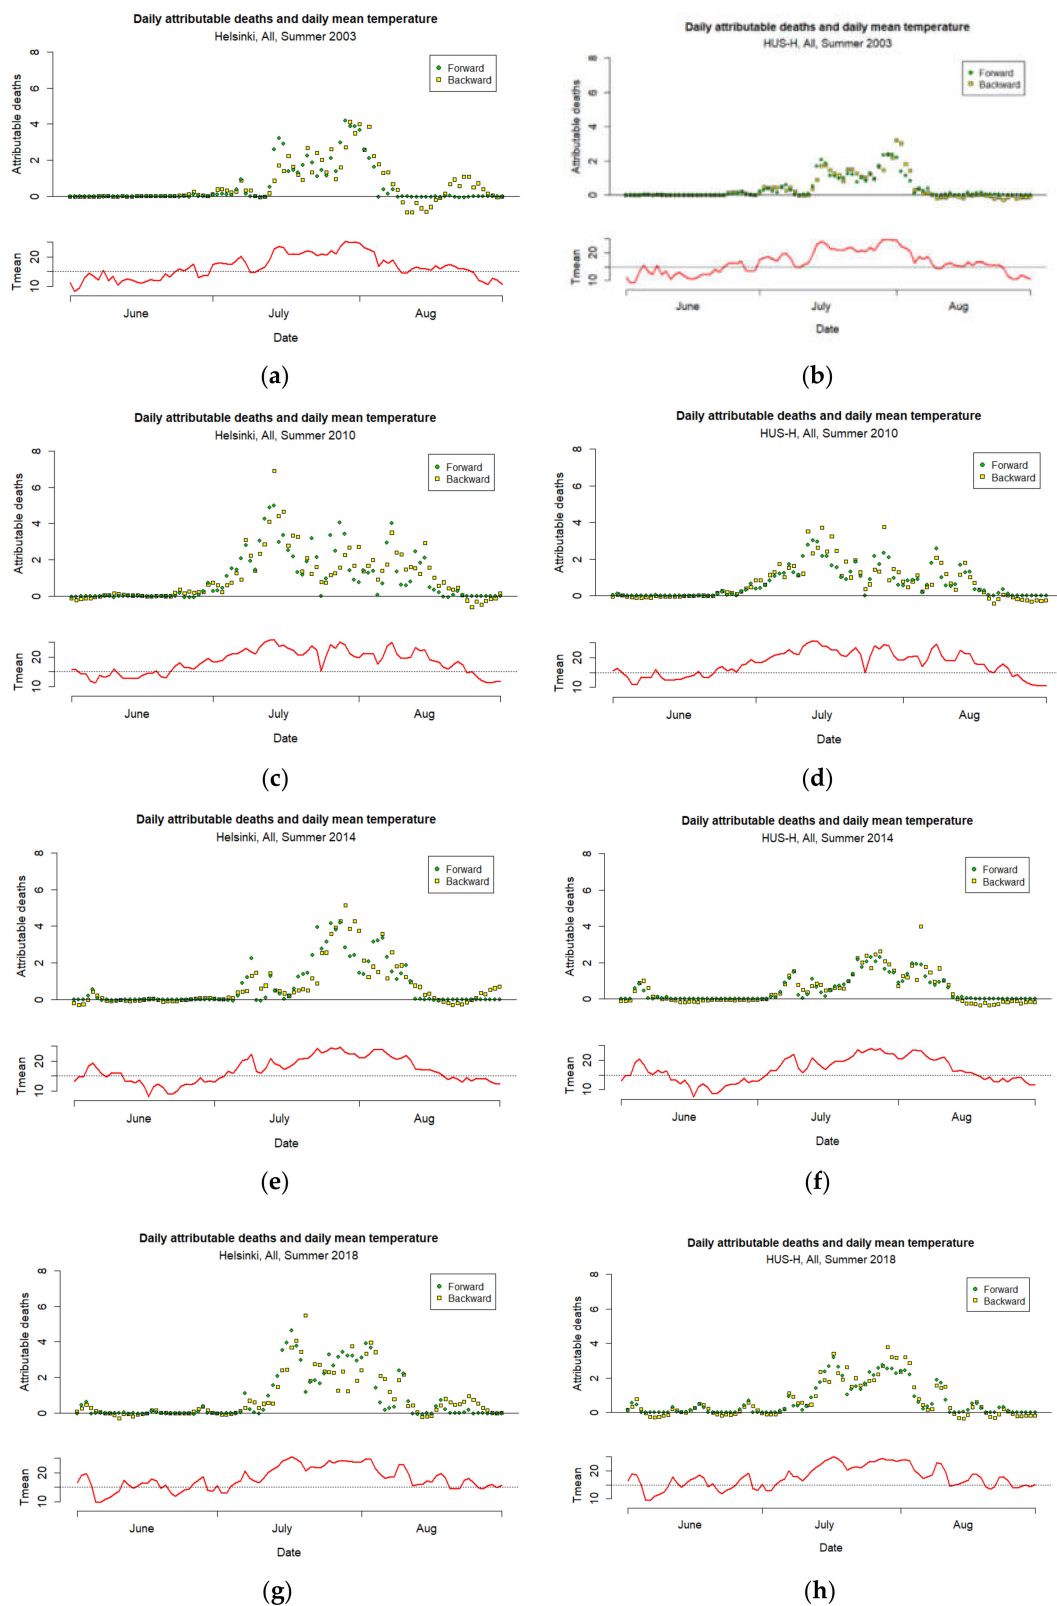 Daily attributable deaths and daily mean temperature
Helsinki, All, Summer 2003
Attributable deaths
8
6
4
2
0
Forward
Backward
Tmean
20
10
June
July
Aug
Date
(a)
Daily attributable deaths and daily mean temperature
HUS-H, All, Summer 2003
Attributable deaths
8
6
4
2
0
Forward
Backward
Tmean
20
10
June
July
Aug
Date
(b)
Daily attributable deaths and daily mean temperature
Helsinki, All, Summer 2010
Attributable deaths
8
6
4
2
0
Forward
Backward
Tmean
20
10
June
July
Aug
Date
(c)
Daily attributable deaths and daily mean temperature
HUS-H, All, Summer 2010
Attributable deaths
8
6
4
2
0
Forward
Backward
Tmean
20
10
June
July
Aug
Date
(d)
Daily attributable deaths and daily mean temperature
Helsinki, All, Summer 2014
Attributable deaths
8
6
4
2
0
Forward
Backward
Tmean
20
10
June
July
Aug
Date
(e)
Daily attributable deaths and daily mean temperature
HUS-H, All, Summer 2014
Attributable deaths
8
6
4
2
0
Forward
Backward
Tmean
20
10
June
July
Aug
Date
(f)
Daily attributable deaths and daily mean temperature
Helsinki, All, Summer 2018
Attributable deaths
8
6
4
2
0
Forward
Backward
Tmean
20
10
June
July
Aug
Date
(g)
Daily attributable deaths and daily mean temperature
HUS-H, All, Summer 2018
Attributable deaths
8
6
4
2
0
Forward
Backward
Tmean
20
10
June
July
Aug
Date
(h)